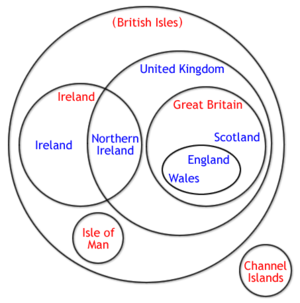 (British Isles)
United Kingdom
Ireland
Great Britain
Ireland
Northern
Ireland
Scotland
England
Wales
Isle of
Man
Channel
Islands